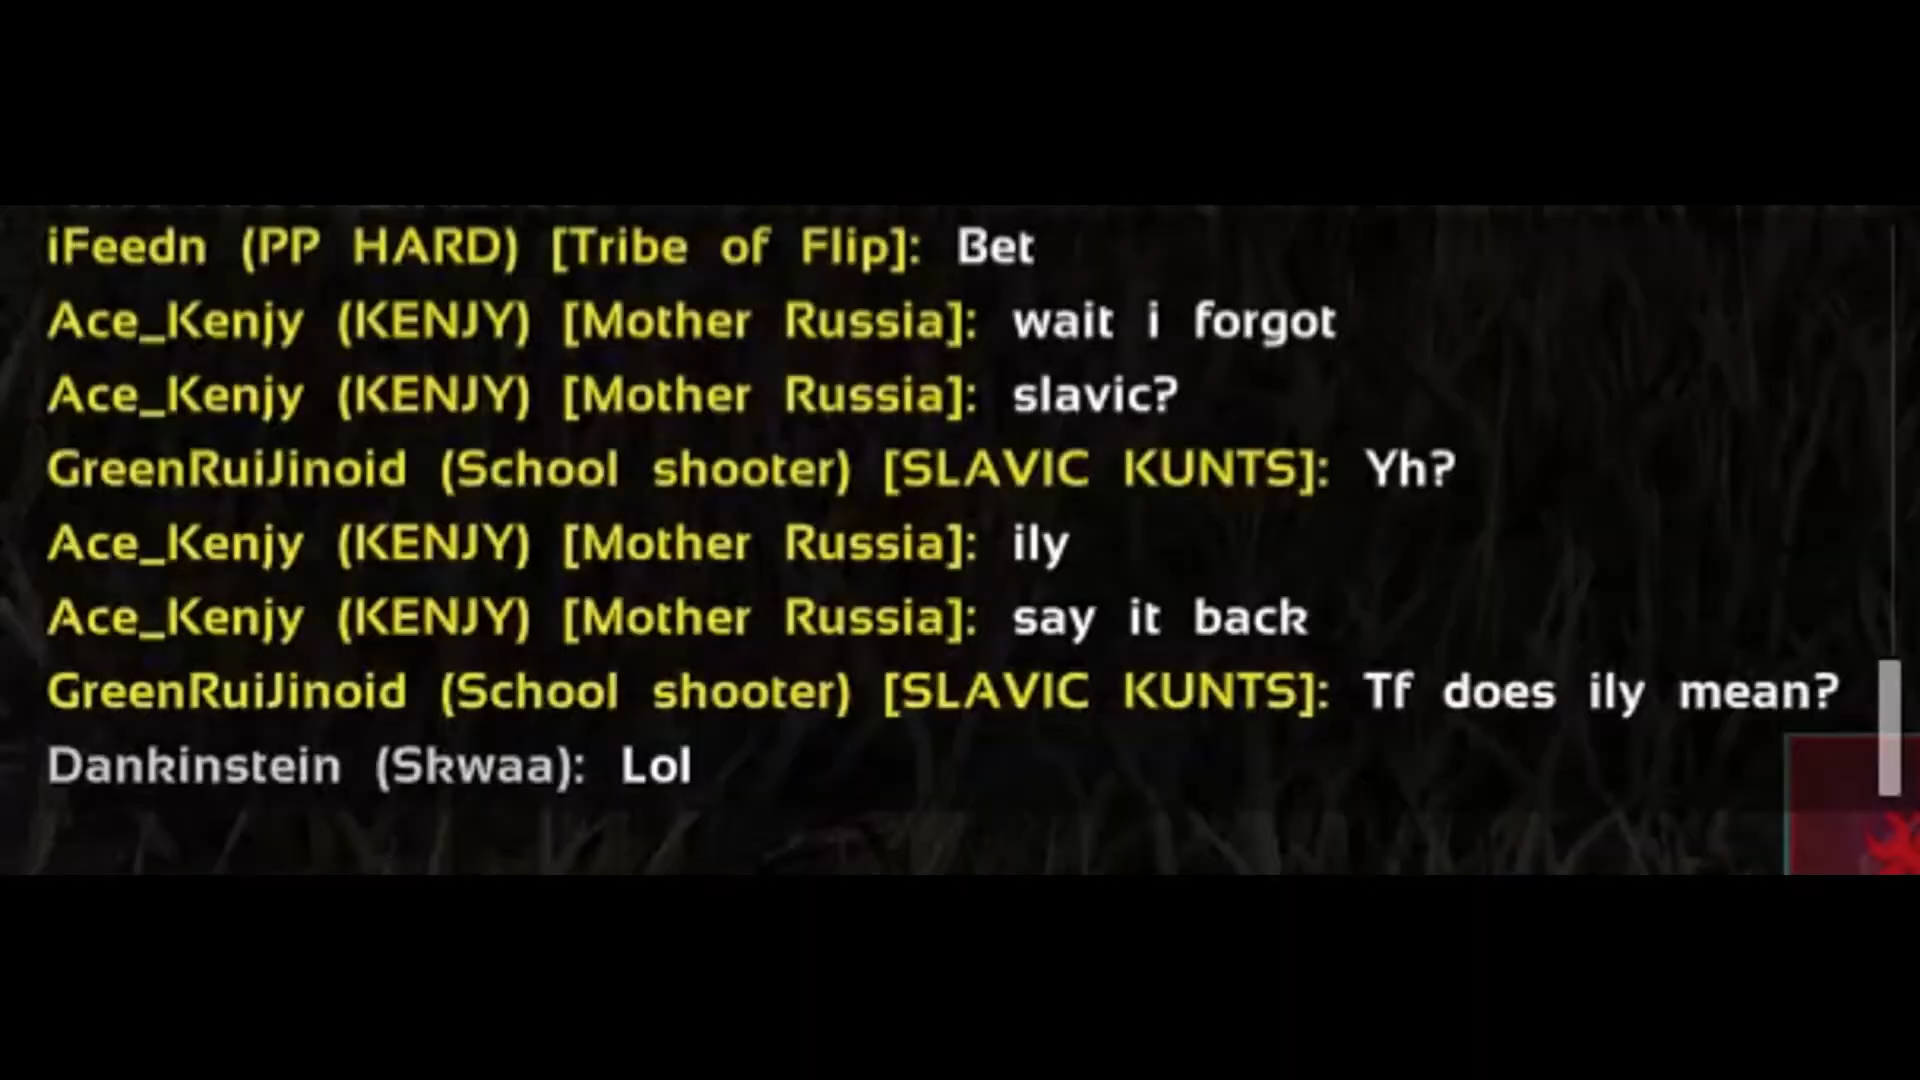 iFeedn (PP HARD) [Tribe of Flip]: Bet
Ace_Kenjy (KENJY) [Mother Russia]: wait i forgot
Ace_Kenjy (KENJY) [Mother Russia]: slavic?
GreenRuiJinoid (School shooter) [SLAVIC KUNTS]: Yh?
Ace_Kenjy (KENJY) [Mother Russia]: ily
Ace_Kenjy (KENJY) [Mother Russia]: say it back
GreenRuiJinoid (School shooter) [SLAVIC KUNTS]: Tf does ily mean?
Dankinstein (Skwaa): Lol